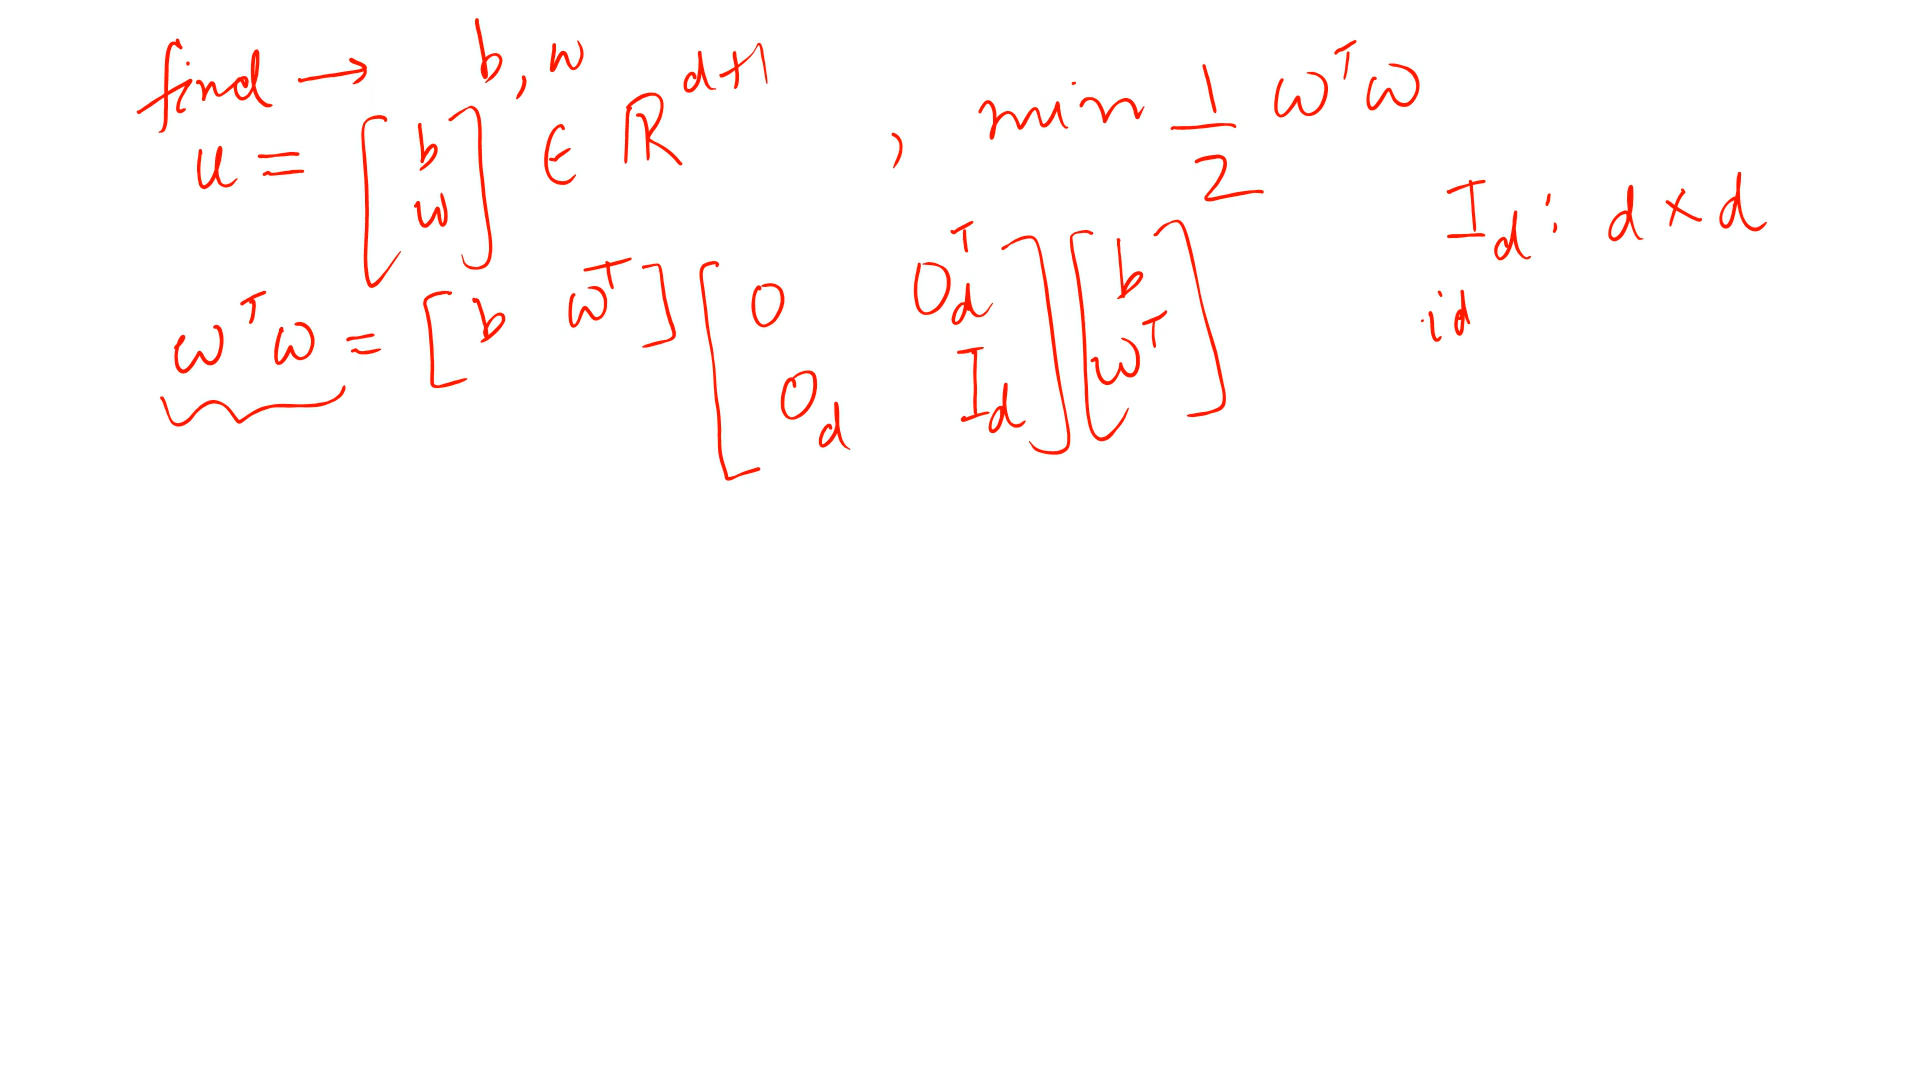 find → b, w
u = [b w] ∈ R^{d+1} , min 1/2 ω^T ω
I_d : d × d
ω^T ω = [b ω^T] [0 0_d^T 0_d I_d] [b ω^T]
id